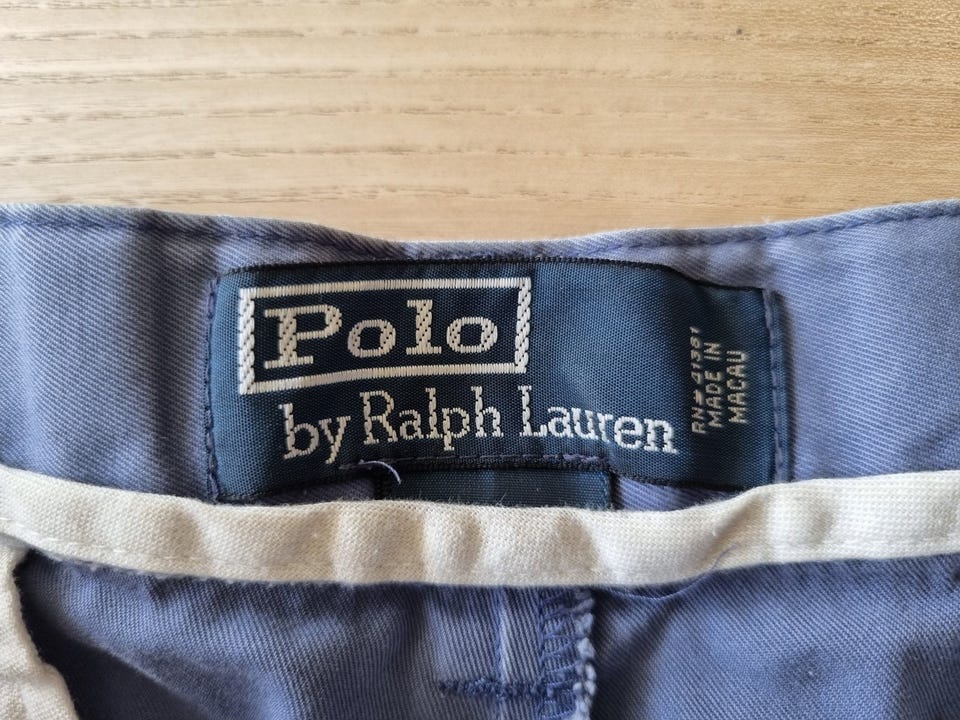 Polo
by Ralph Lauren
RN= 41381
MADE IN
MACAU